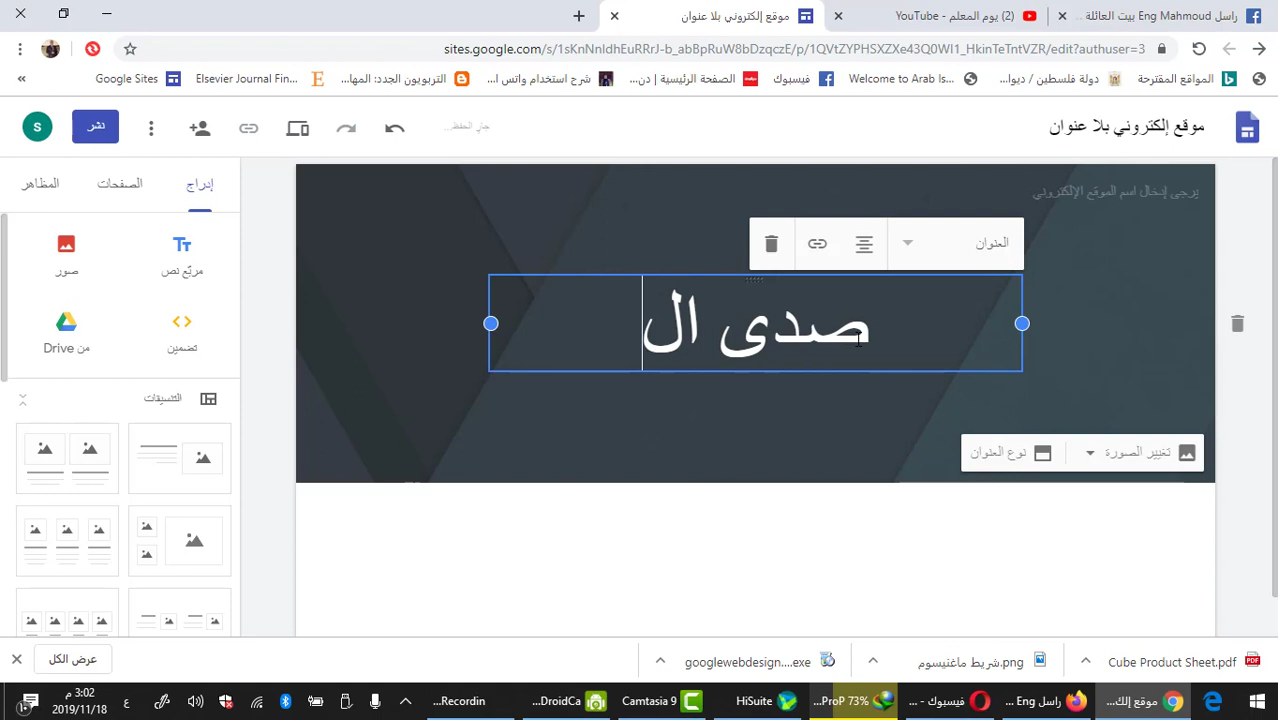 راسل Eng Mahmoud بيت العائلة ..
(2) يوم المعلم - YouTube
موقع إلكتروني بلا عنوان
sites.google.com/s/1sKnNnIdhEuRRrJ-b_abBpRuW8bDzqczE/p/1QVtZYPHSXZXe43Q0Wl1_HkinTeTntVZR/edit?authuser=3
المواقع المقترحة
دولة فلسطين / ديوا...
Welcome to Arab Is...
فيسبوك
الصفحة الرئيسية | دن...
شرح استخدام واتس ا...
التربويون الجدد: المها...
Elsevier Journal Fin...
Google Sites
«
موقع إلكتروني بلا عنوان
جارٍ الحفظ...
نشر
S
إدراج
الصفحات
المظاهر
يرجى إدخال اسم الموقع الإلكتروني
العنوان
صدى ال
مربّع نص
صور
تضمين
من Drive
التنسيقات
تغيير الصورة
نوع العنوان
Cube Product Sheet.pdf
شريط ماغنيسوم.png
googlewebdesign....exe
عرض الكل
موقع إلك...
راسل Eng ...
فيسبوك - ...
73% ProP...
HiSuite
Camtasia 9
DroidCa...
Recordin...
ع
3:02 م
2019/11/18